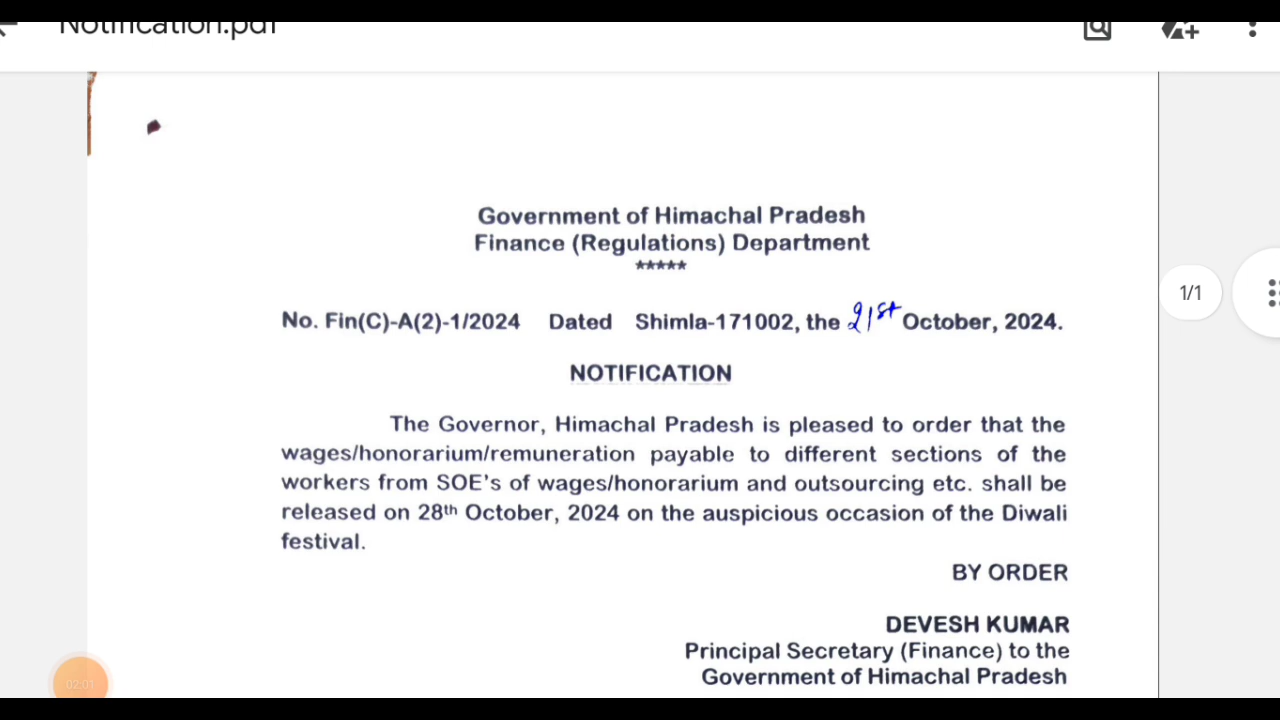 Notification.pdf
Government of Himachal Pradesh
Finance (Regulations) Department
*****
No. Fin(C)-A(2)-1/2024 Dated Shimla-171002, the 21st October, 2024.
1/1
NOTIFICATION
The Governor, Himachal Pradesh is pleased to order that the
wages/honorarium/remuneration payable to different sections of the
workers from SOE's of wages/honorarium and outsourcing etc. shall be
released on 28th October, 2024 on the auspicious occasion of the Diwali
festival.
BY ORDER
DEVESH KUMAR
Principal Secretary (Finance) to the
Government of Himachal Pradesh
02:01